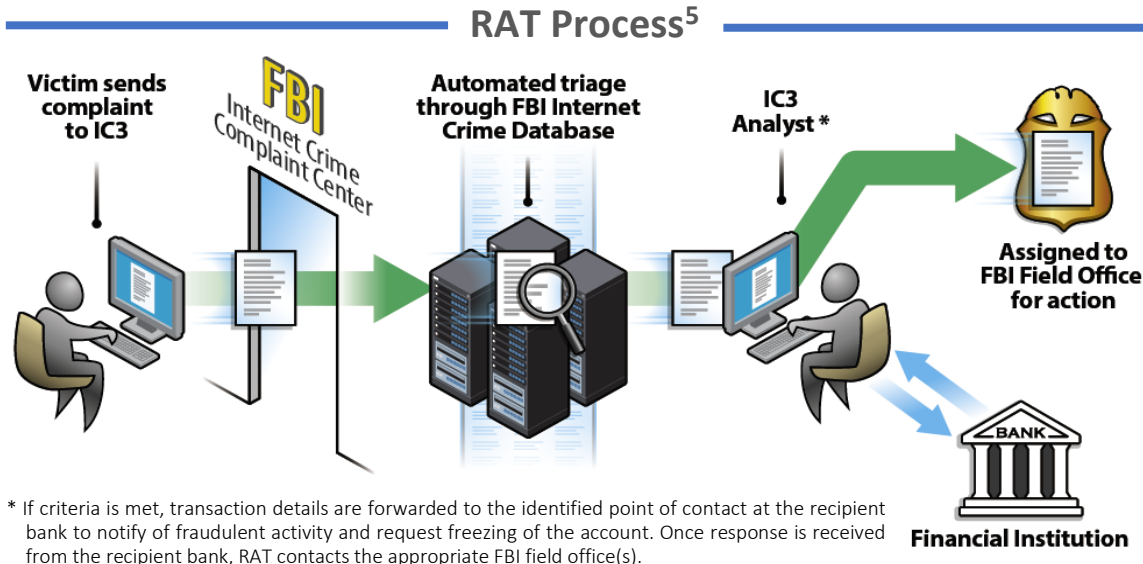 RAT Process5
Victim sends
complaint
to IC3
FBI
Internet Crime
Complaint Center
Automated triage
through FBI Internet
Crime Database
IC3
Analyst *
Assigned to
FBI Field Office
for action
BANK
Financial Institution
* If criteria is met, transaction details are forwarded to the identified point of contact at the recipient
bank to notify of fraudulent activity and request freezing of the account. Once response is received
from the recipient bank, RAT contacts the appropriate FBI field office(s).